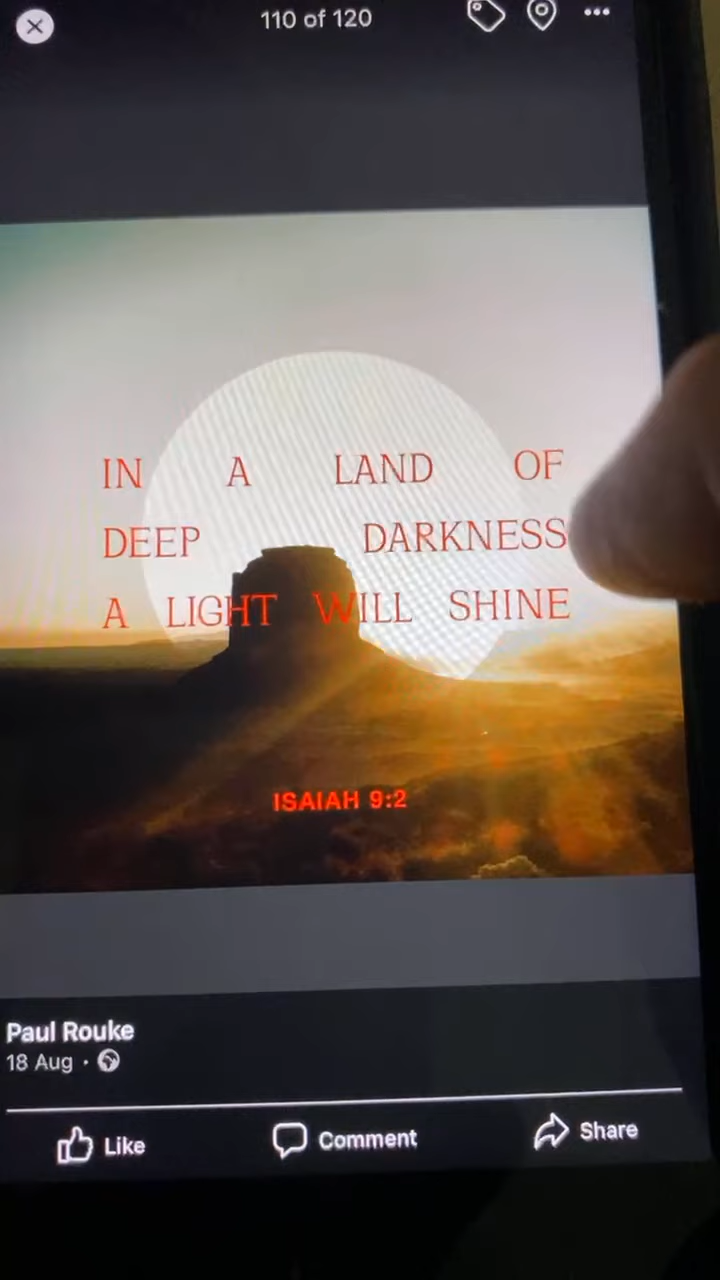 110 of 120
IN A LAND OF
DEEP DARKNESS
A LIGHT WILL SHINE
ISAIAH 9:2
Paul Rouke
18 Aug ·
Like Comment Share